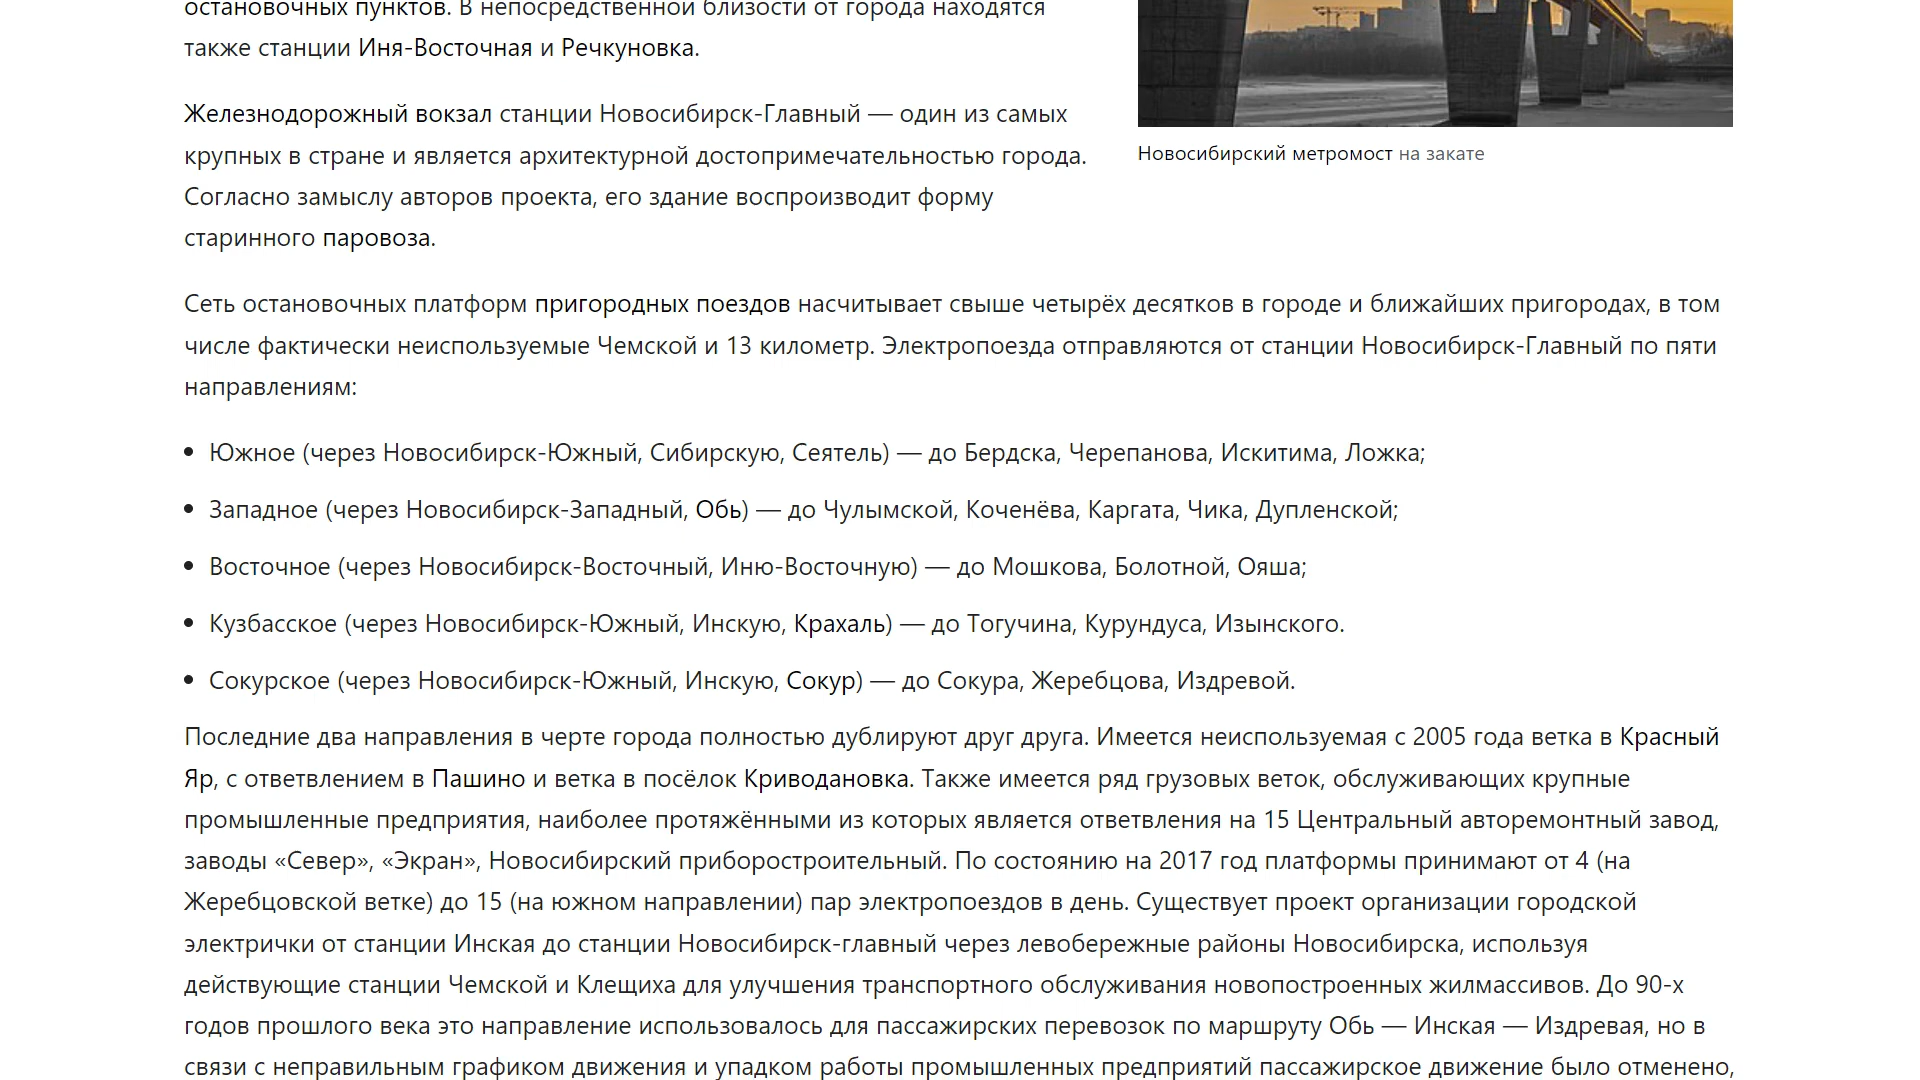 остановочных пунктов. В непосредственной близости от города находятся
также станции Иня-Восточная и Речкуновка.
Железнодорожный вокзал станции Новосибирск-Главный — один из самых
крупных в стране и является архитектурной достопримечательностью города.
Согласно замыслу авторов проекта, его здание воспроизводит форму
старинного паровоза.
Новосибирский метромост на закате
Сеть остановочных платформ пригородных поездов насчитывает свыше четырёх десятков в городе и ближайших пригородах, в том
числе фактически неиспользуемые Чемской и 13 километр. Электропоезда отправляются от станции Новосибирск-Главный по пяти
направлениям:
• Южное (через Новосибирск-Южный, Сибирскую, Сеятель) — до Бердска, Черепанова, Искитима, Ложка;
• Западное (через Новосибирск-Западный, Обь) — до Чулымской, Коченёва, Каргата, Чика, Дупленской;
• Восточное (через Новосибирск-Восточный, Иню-Восточную) — до Мошкова, Болотной, Ояша;
• Кузбасское (через Новосибирск-Южный, Инскую, Крахаль) — до Тогучина, Курундуса, Изынского.
• Сокурское (через Новосибирск-Южный, Инскую, Сокур) — до Сокура, Жеребцова, Издревой.
Последние два направления в черте города полностью дублируют друг друга. Имеется неиспользуемая с 2005 года ветка в Красный
Яр, с ответвлением в Пашино и ветка в посёлок Криводановка. Также имеется ряд грузовых веток, обслуживающих крупные
промышленные предприятия, наиболее протяжёнными из которых является ответвления на 15 Центральный авторемонтный завод,
заводы «Север», «Экран», Новосибирский приборостроительный. По состоянию на 2017 год платформы принимают от 4 (на
Жеребцовской ветке) до 15 (на южном направлении) пар электропоездов в день. Существует проект организации городской
электрички от станции Инская до станции Новосибирск-главный через левобережные районы Новосибирска, используя
действующие станции Чемской и Клещиха для улучшения транспортного обслуживания новопостроенных жилмассивов. До 90-х
годов прошлого века это направление использовалось для пассажирских перевозок по маршруту Обь — Инская — Издревая, но в
связи с неправильным графиком движения и упадком работы промышленных предприятий пассажирское движение было отменено,